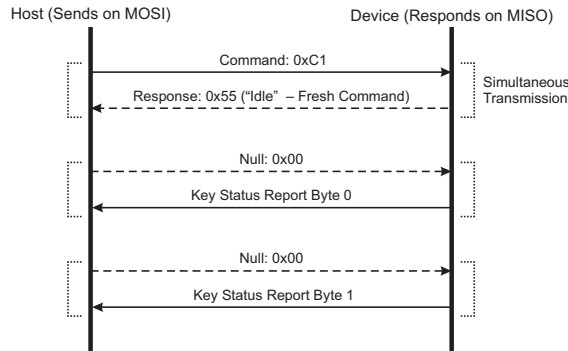 Host (Sends on MOSI)
Device (Responds on MISO)
Command: 0xC1
Response: 0x55 (“Idle” – Fresh Command)
Simultaneous
Transmission
Null: 0x00
Key Status Report Byte 0
Null: 0x00
Key Status Report Byte 1